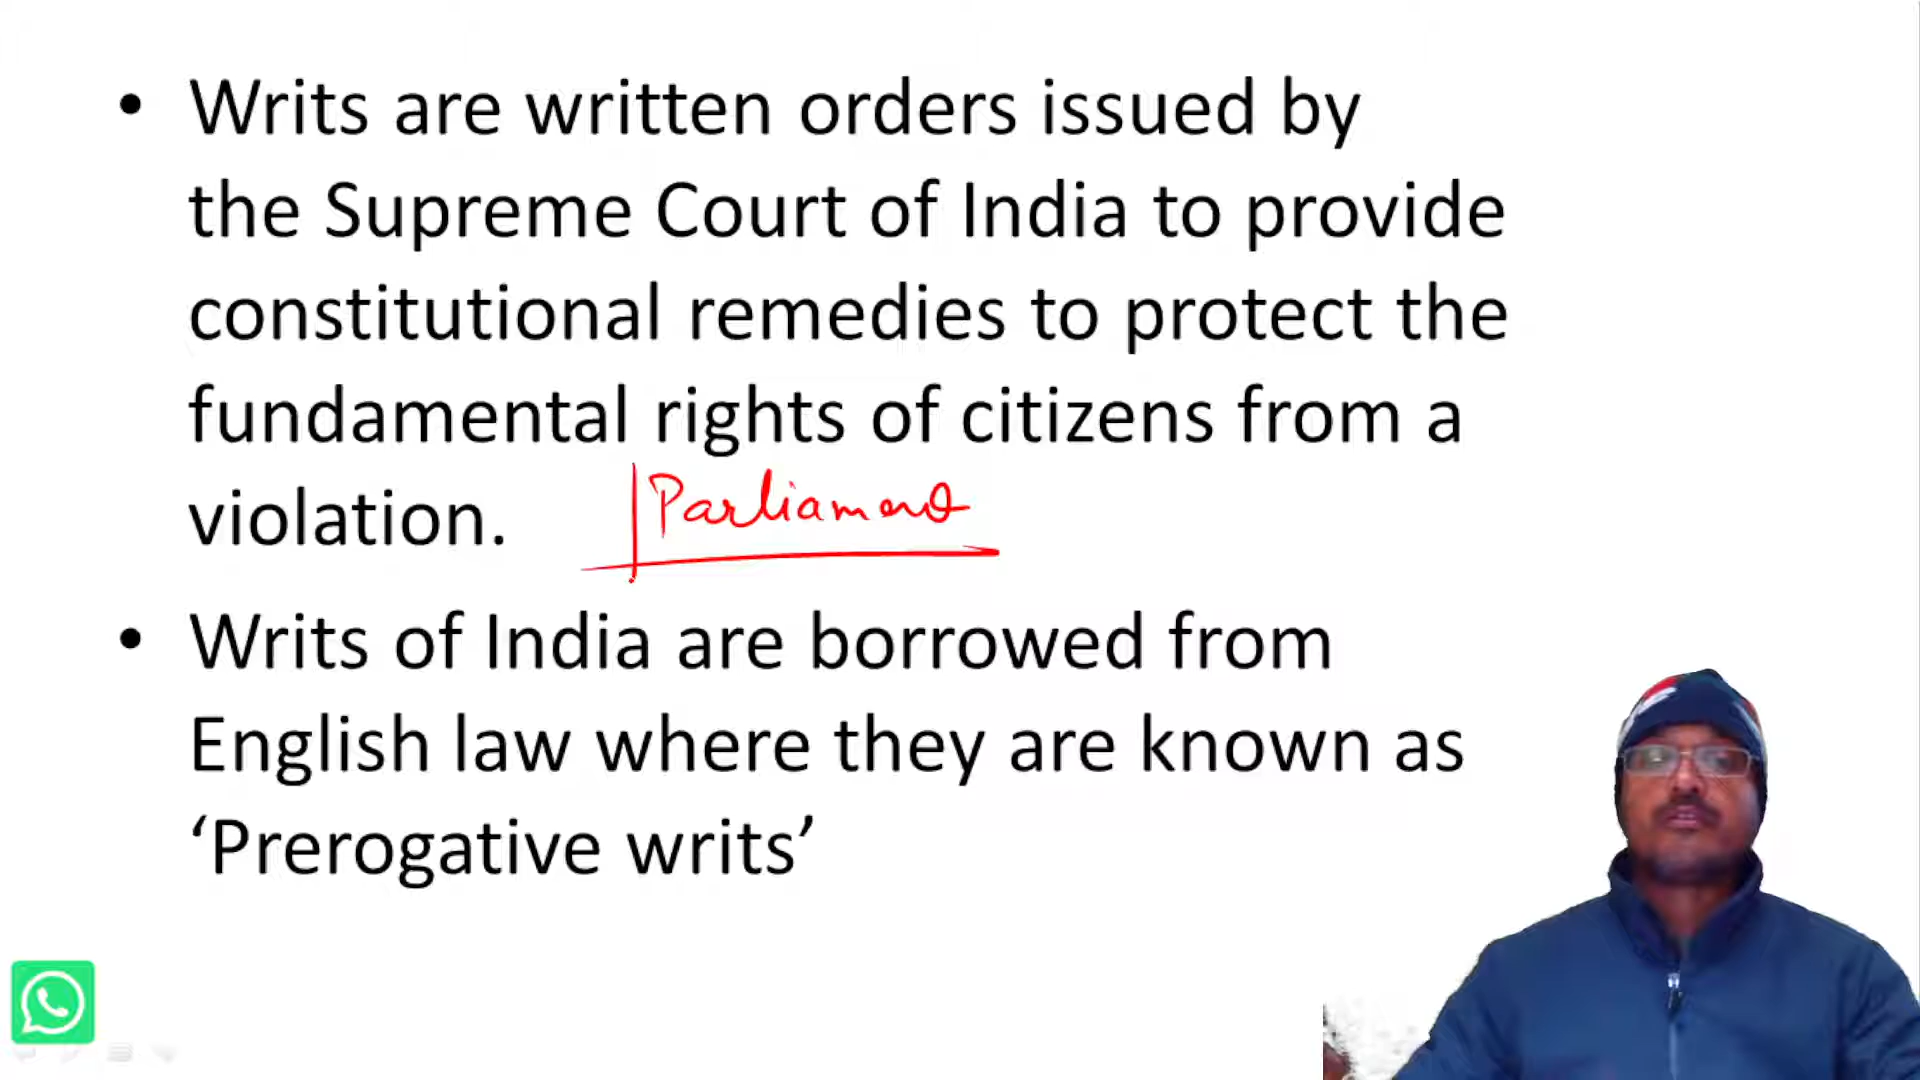 • Writs are written orders issued by
the Supreme Court of India to provide
constitutional remedies to protect the
fundamental rights of citizens from a
violation.
Parliament
• Writs of India are borrowed from
English law where they are known as
‘Prerogative writs’